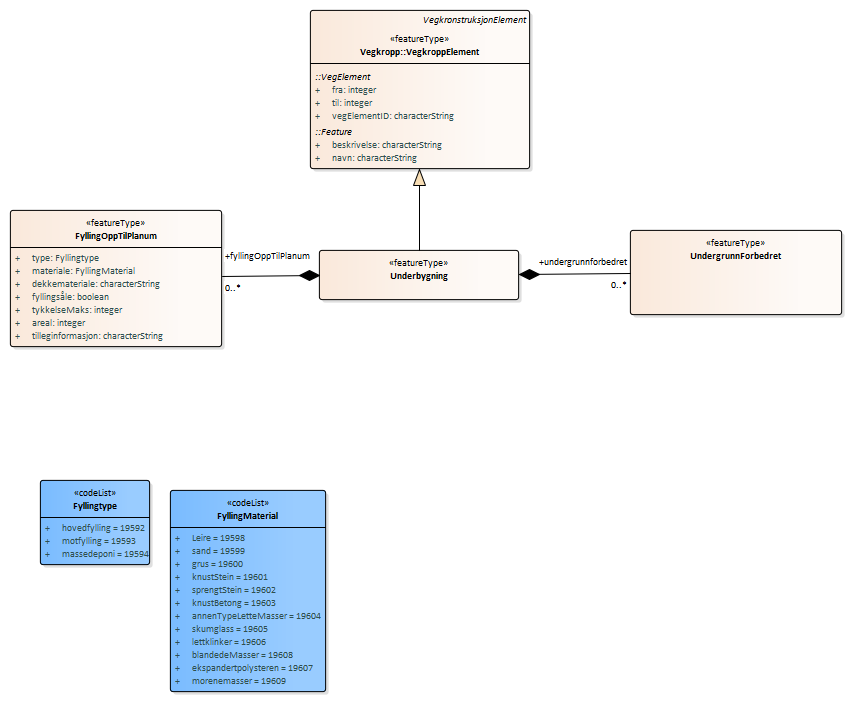 VegkronstruksjonElement
«featureType»
Vegkropp::VegkroppElement
::VegElement
+ fra: integer
+ til: integer
+ vegElementID: characterString
::Feature
+ beskrivelse: characterString
+ navn: characterString
«featureType»
FyllingOppTilPlanum
+ type: Fyllingtype
+ materiale: FyllingMaterial
+ dekkemateriale: characterString
+ fyllingsåle: boolean
+ tykkelseMaks: integer
+ areal: integer
+ tilleginformasjon: characterString
+fyllingOppTilPlanum
0..*
«featureType»
Underbygning
+undergrunnforbedret
0..*
«featureType»
UndergrunnForbedret
«codeList»
Fyllingtype
+ hovedfylling = 19592
+ motfylling = 19593
+ massedeponi = 19594
«codeList»
FyllingMaterial
+ Leire = 19598
+ sand = 19599
+ grus = 19600
+ knustStein = 19601
+ sprengtStein = 19602
+ knustBetong = 19603
+ annenTypeLetteMasser = 19604
+ skumglass = 19605
+ lettklinker = 19606
+ blandedeMasser = 19608
+ ekspandertpolysteren = 19607
+ morenemasser = 19609